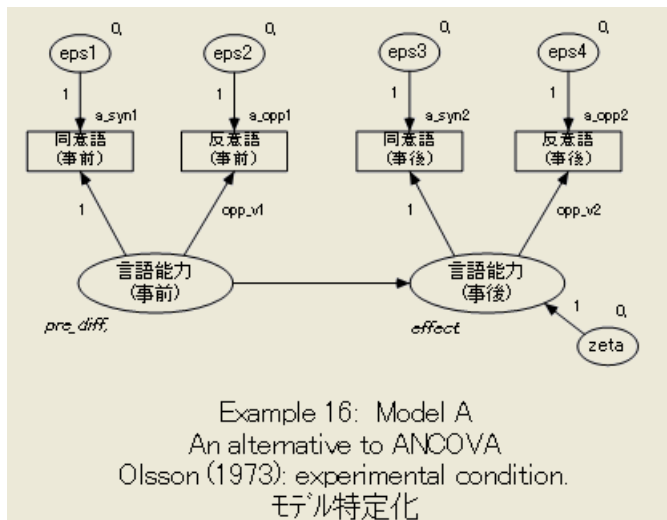 0,
0,
0,
0,
eps1
eps2
eps3
eps4
1
1
1
1
a_syn1
a_opp1
a_syn2
a_opp2
同意語
(事前)
反意語
(事前)
同意語
(事後)
反意語
(事後)
1
opp_v1
1
opp_v2
言語能力
(事前)
言語能力
(事後)
pre_diff,
effect
1
0,
zeta
Example 16: Model A
An alternative to ANCOVA
Olsson (1973): experimental condition.
モデル特定化